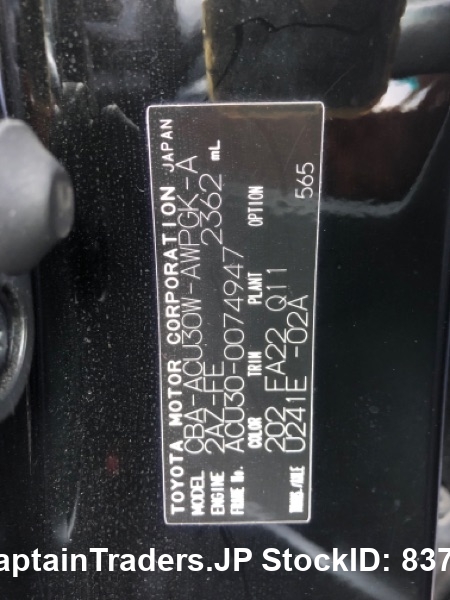 TOYOTA MOTOR CORPORATION JAPAN
MODEL CBA-ACU30W-AWPGK-A
ENGINE 2AZ-FE 2362 mL
FRAME No. ACU30-0074947
COLOR TRIM PLANT OPTION
202 FA22 Q11 565
TRANS/AXLE U241E -02A
aptainTraders.JP StockID: 837